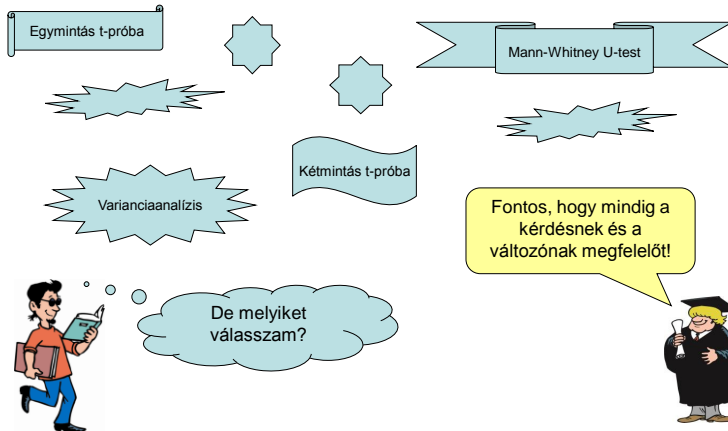 Egymintás t-próba
Mann-Whitney U-test
Kétmintás t-próba
Varianciaanalízis
Fontos, hogy mindig a
kérdésnek és a
változónak megfelelőt!
De melyiket
válasszam?